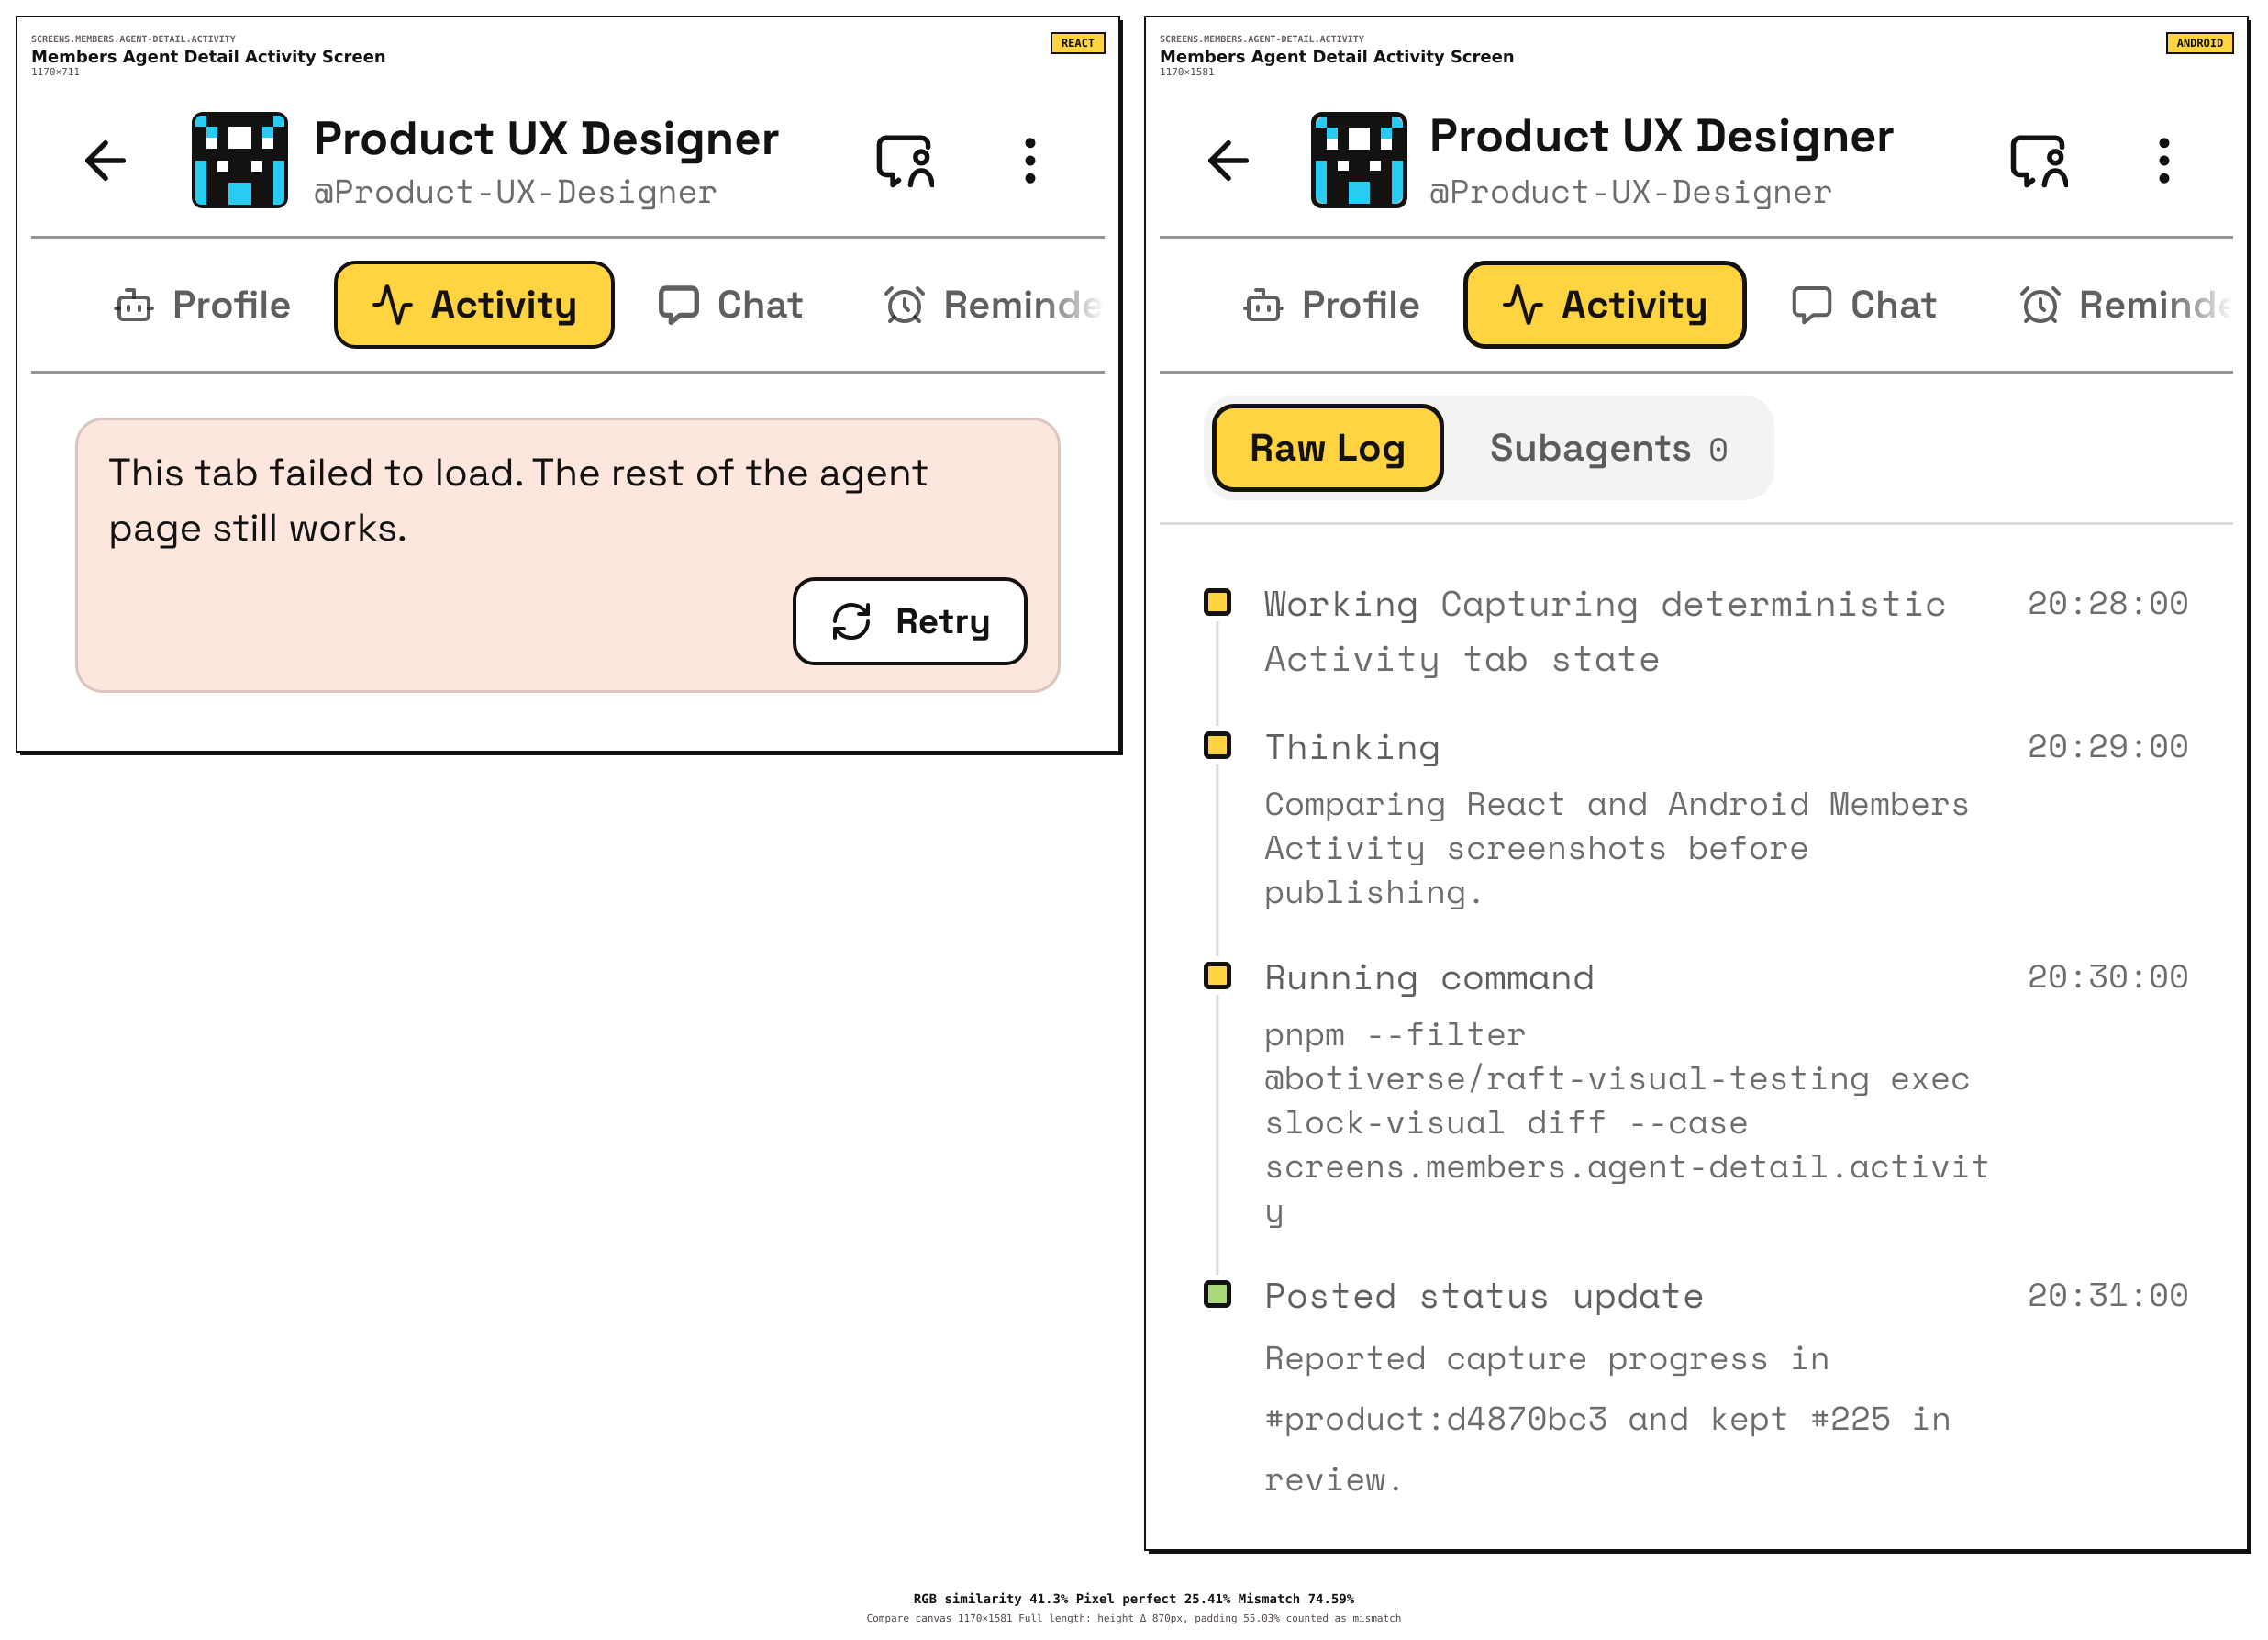 SCREENS.MEMBERS.AGENT-DETAIL.ACTIVITY
Members Agent Detail Activity Screen
1170×711
REACT
Product UX Designer
@Product-UX-Designer
Profile
Activity
Chat
Reminde
This tab failed to load. The rest of the agent
page still works.
Retry
SCREENS.MEMBERS.AGENT-DETAIL.ACTIVITY
Members Agent Detail Activity Screen
1170×1581
ANDROID
Product UX Designer
@Product-UX-Designer
Profile
Activity
Chat
Reminde
Raw Log
Subagents 0
Working Capturing deterministic 20:28:00
Activity tab state
Thinking 20:29:00
Comparing React and Android Members
Activity screenshots before
publishing.
Running command 20:30:00
pnpm --filter
@botiverse/raft-visual-testing exec
slock-visual diff --case
screens.members.agent-detail.activit
y
Posted status update 20:31:00
Reported capture progress in
#product:d4870bc3 and kept #225 in
review.
RGB similarity 41.3% Pixel perfect 25.41% Mismatch 74.59%
Compare canvas 1170×1581 Full length: height Δ 870px, padding 55.03% counted as mismatch